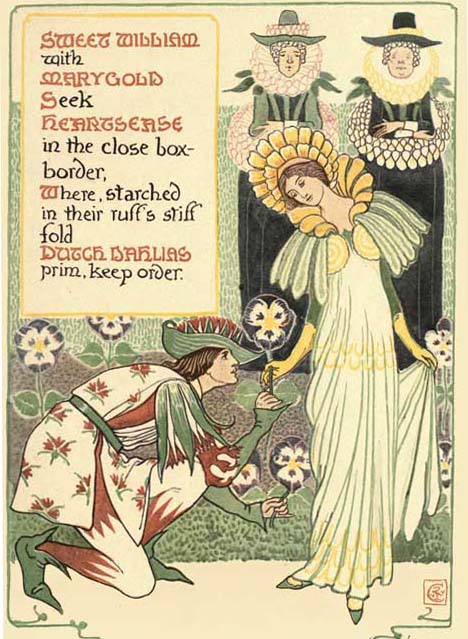 SWEET WILLIAM
with
MARYGOLD
Seek
HEARTSEASE
in the close box-
border,
Where, starched
in their ruff's stiff
fold
DUTCH DAHLIAS
prim, keep order.